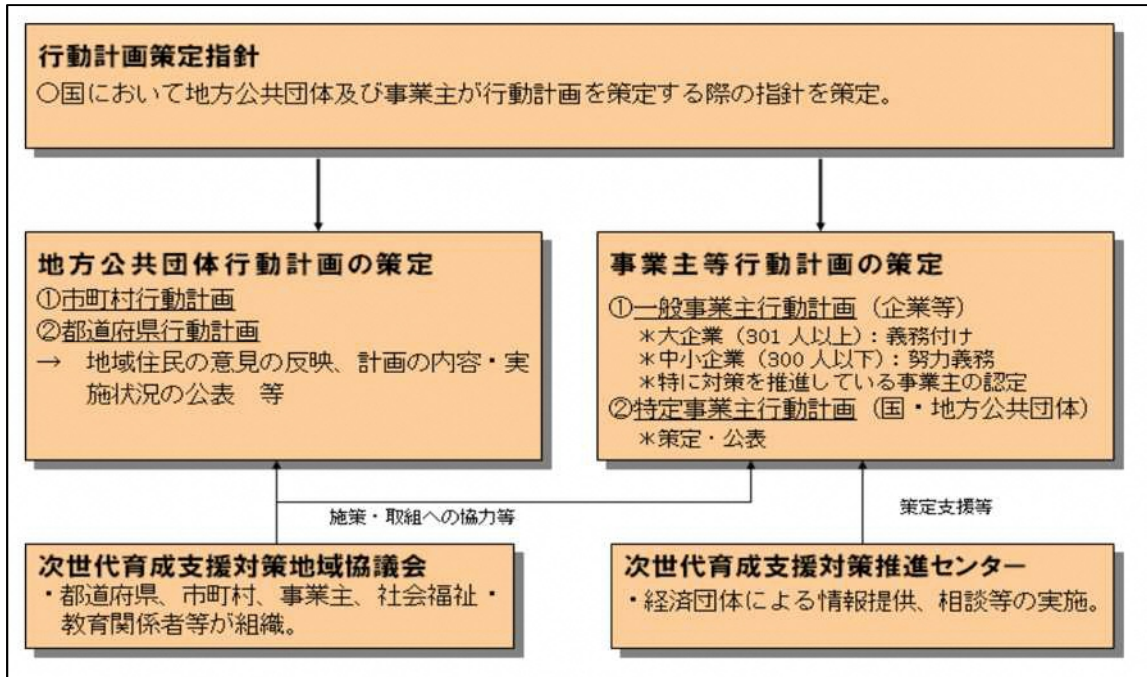 行動計画策定指針
○国において地方公共団体及び事業主が行動計画を策定する際の指針を策定。
地方公共団体行動計画の策定
①市町村行動計画
②都道府県行動計画
→ 地域住民の意見の反映、計画の内容・実
施状況の公表 等
事業主等行動計画の策定
①一般事業主行動計画（企業等）
＊大企業（301 人以上）：義務付け
＊中小企業（300 人以下）：努力義務
＊特に対策を推進している事業主の認定
②特定事業主行動計画（国・地方公共団体）
＊策定・公表
施策・取組への協力等
策定支援等
次世代育成支援対策地域協議会
・都道府県、市町村、事業主、社会福祉・
教育関係者等が組織。
次世代育成支援対策推進センター
・経済団体による情報提供、相談等の実施。